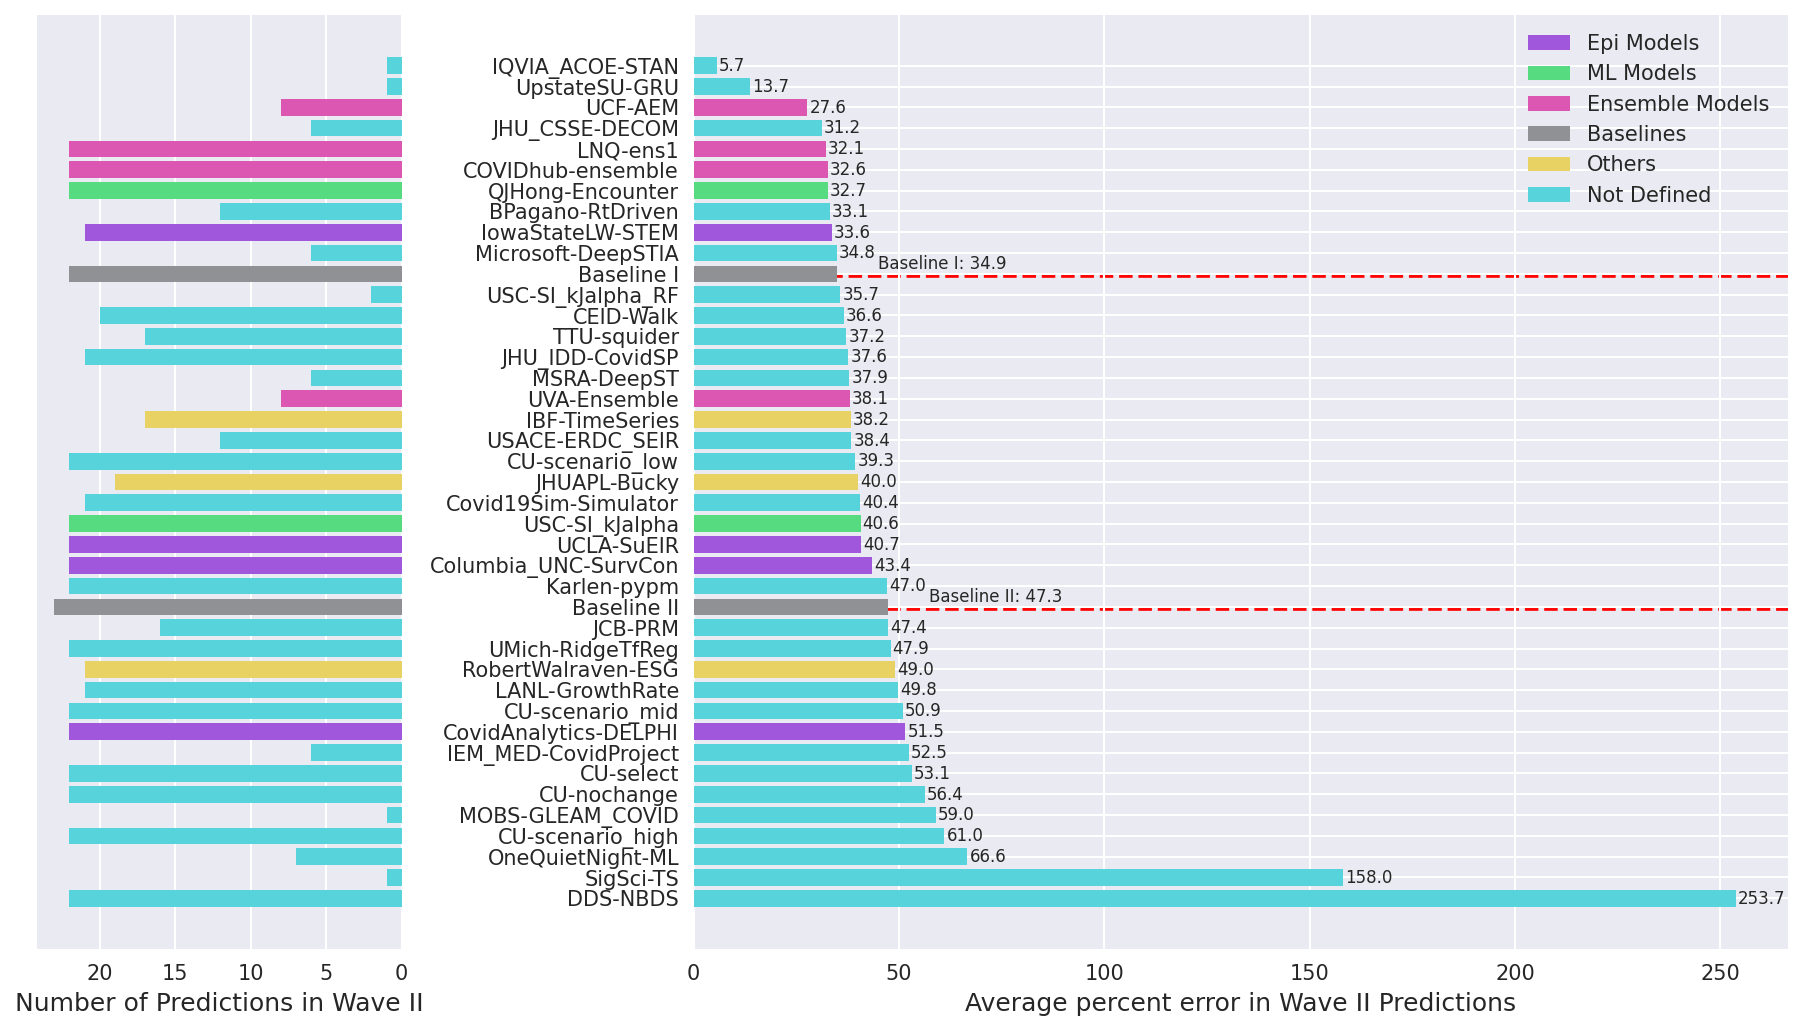 IQVIA_ACOE-STAN 5.7
UpstateSU-GRU 13.7
UCF-AEM 27.6
JHU_CSSE-DECOM 31.2
LNQ-ens1 32.1
COVIDhub-ensemble 32.6
QJHong-Encounter 32.7
BPagano-RtDriven 33.1
IowaStateLW-STEM 33.6
Microsoft-DeepSTIA 34.8
Baseline I Baseline I: 34.9
USC-SI_kJalpha_RF 35.7
CEID-Walk 36.6
TTU-squider 37.2
JHU_IDD-CovidSP 37.6
MSRA-DeepST 37.9
UVA-Ensemble 38.1
IBF-TimeSeries 38.2
USACE-ERDC_SEIR 38.4
CU-scenario_low 39.3
JHUAPL-Bucky 40.0
Covid19Sim-Simulator 40.4
USC-SI_kJalpha 40.6
UCLA-SuEIR 40.7
Columbia_UNC-SurvCon 43.4
Karlen-pypm 47.0
Baseline II Baseline II: 47.3
JCB-PRM 47.4
UMich-RidgeTfReg 47.9
RobertWalraven-ESG 49.0
LANL-GrowthRate 49.8
CU-scenario_mid 50.9
CovidAnalytics-DELPHI 51.5
IEM_MED-CovidProject 52.5
CU-select 53.1
CU-nochange 56.4
MOBS-GLEAM_COVID 59.0
CU-scenario_high 61.0
OneQuietNight-ML 66.6
SigSci-TS 158.0
DDS-NBDS 253.7
Epi Models
ML Models
Ensemble Models
Baselines
Others
Not Defined
20 15 10 5 0
Number of Predictions in Wave II
0 50 100 150 200 250
Average percent error in Wave II Predictions